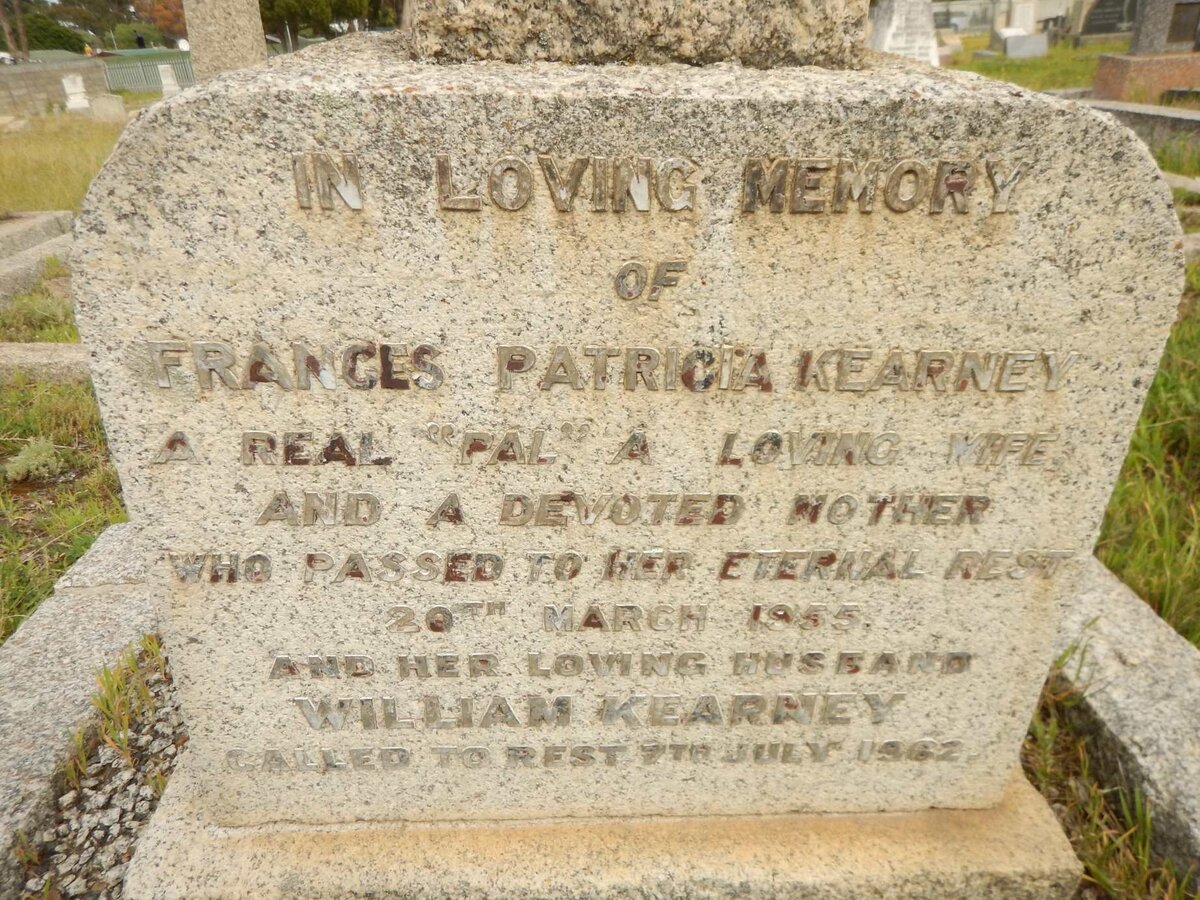 IN LOVING MEMORY
OF
FRANCES PATRICIA KEARNEY
A REAL "PAL" A LOVING WIFE
AND A DEVOTED MOTHER
WHO PASSED TO HER ETERNAL REST
20TH MARCH 1955.
AND HER LOVING HUSBAND
WILLIAM KEARNEY
CALLED TO REST 7TH JULY 1962.